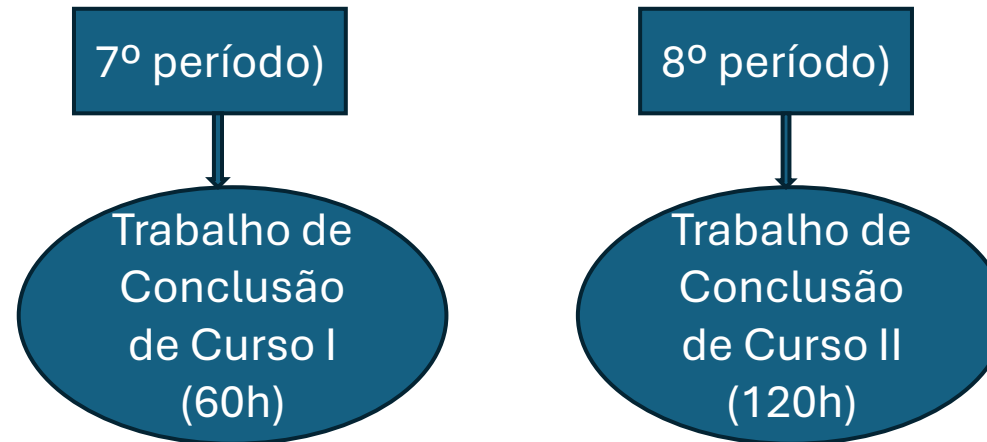 7º período)
Trabalho de
Conclusão
de Curso I
(60h)
8º período)
Trabalho de
Conclusão
de Curso II
(120h)